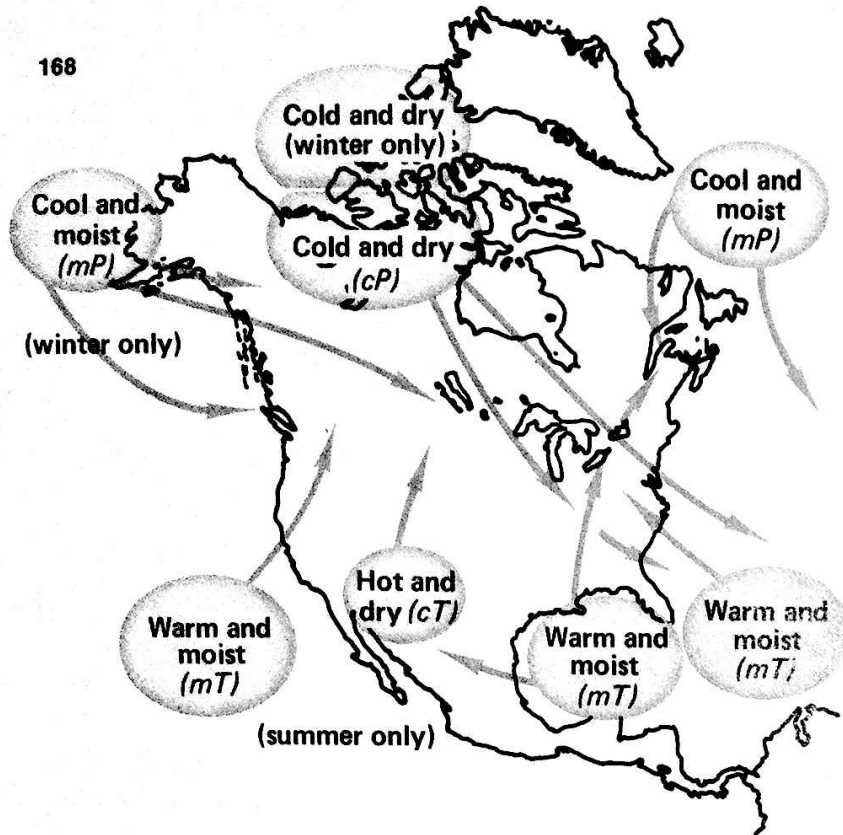 168
Cold and dry
(winter only)
Cool and
moist
(mP)
Cold and dry
(cP)
Cool and
moist
(mP)
(winter only)
Warm and
moist
(mT)
Hot and
dry (cT)
Warm and
moist
(mT)
Warm and
moist
(mT)
(summer only)